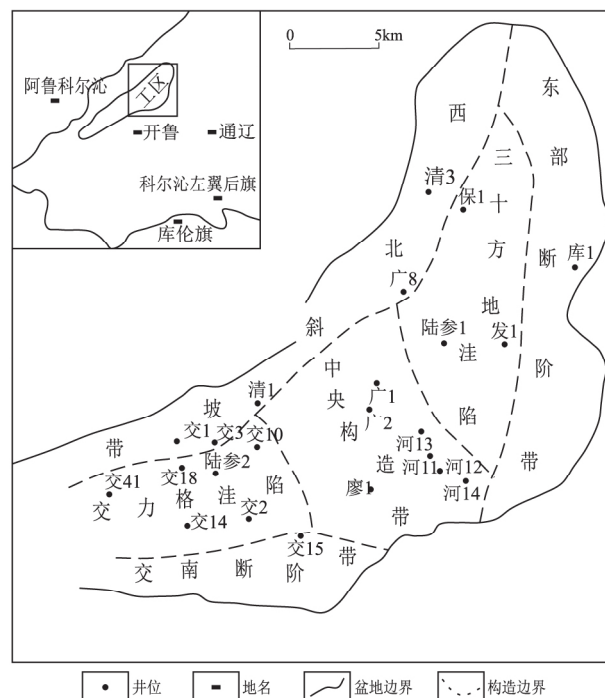 0 5km
工区
阿鲁科尔沁
开鲁
通辽
科尔沁左翼后旗
库伦旗
西北斜坡带
东部断阶带
三十方地洼陷
中央构造带
交力格洼陷
交南断阶带
清3
保1
库1
广8
陆参1
发1
清1
广1
广2
交1
交3
交10
河13
河11
河12
河14
陆参2
交18
交41
廖1
交14
交2
交15
井位
地名
盆地边界
构造边界